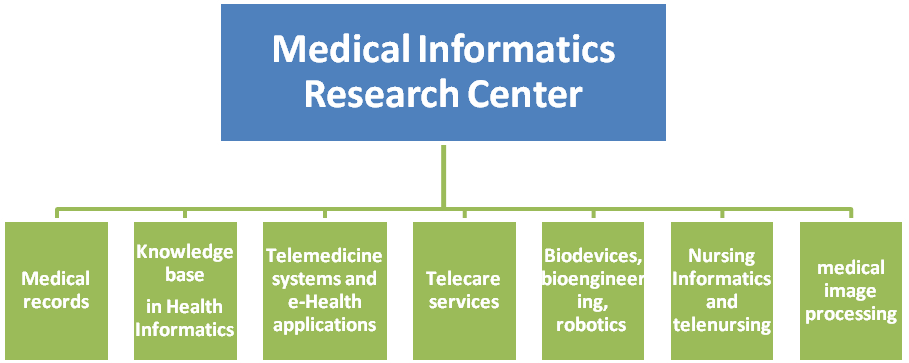 Medical Informatics
Research Center
Medical
records
Knowledge
base
in Health
Informatics
Telemedicine
systems and
e-Health
applications
Telecare
services
Biodevices,
bioengineer
ing,
robotics
Nursing
Informatics
and
telenursing
medical
image
processing